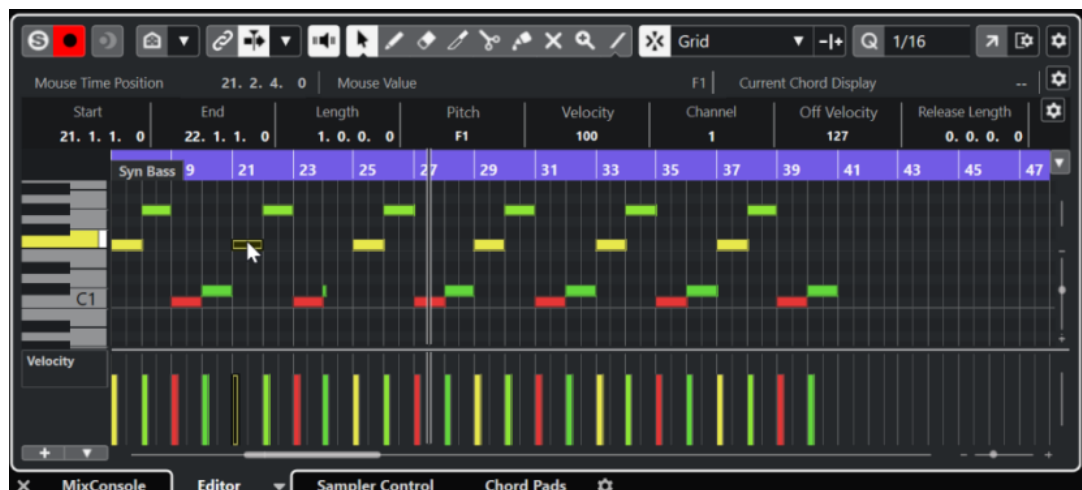 S Grid Q 1/16
Mouse Time Position 21. 2. 4. 0 Mouse Value F1 Current Chord Display --
Start End Length Pitch Velocity Channel Off Velocity Release Length
21. 1. 1. 0 22. 1. 1. 0 1. 0. 0. 0 F1 100 1 127 0. 0. 0. 0
Syn Bass 9 21 23 25 27 29 31 33 35 37 39 41 43 45 47
C1
Velocity
MixConsole Editor Sampler Control Chord Pads